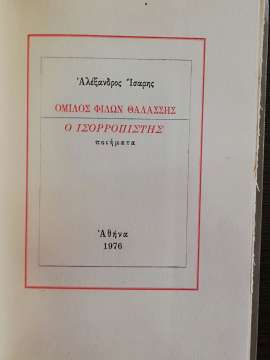 Ἀλέξανδρος Ἴσαρης
ΟΜΙΛΟΣ ΦΙΛΩΝ ΘΑΛΑΣΣΗΣ
Ο ΙΣΟΡΡΟΠΙΣΤΗΣ
ποιήματα
Ἀθήνα
1976